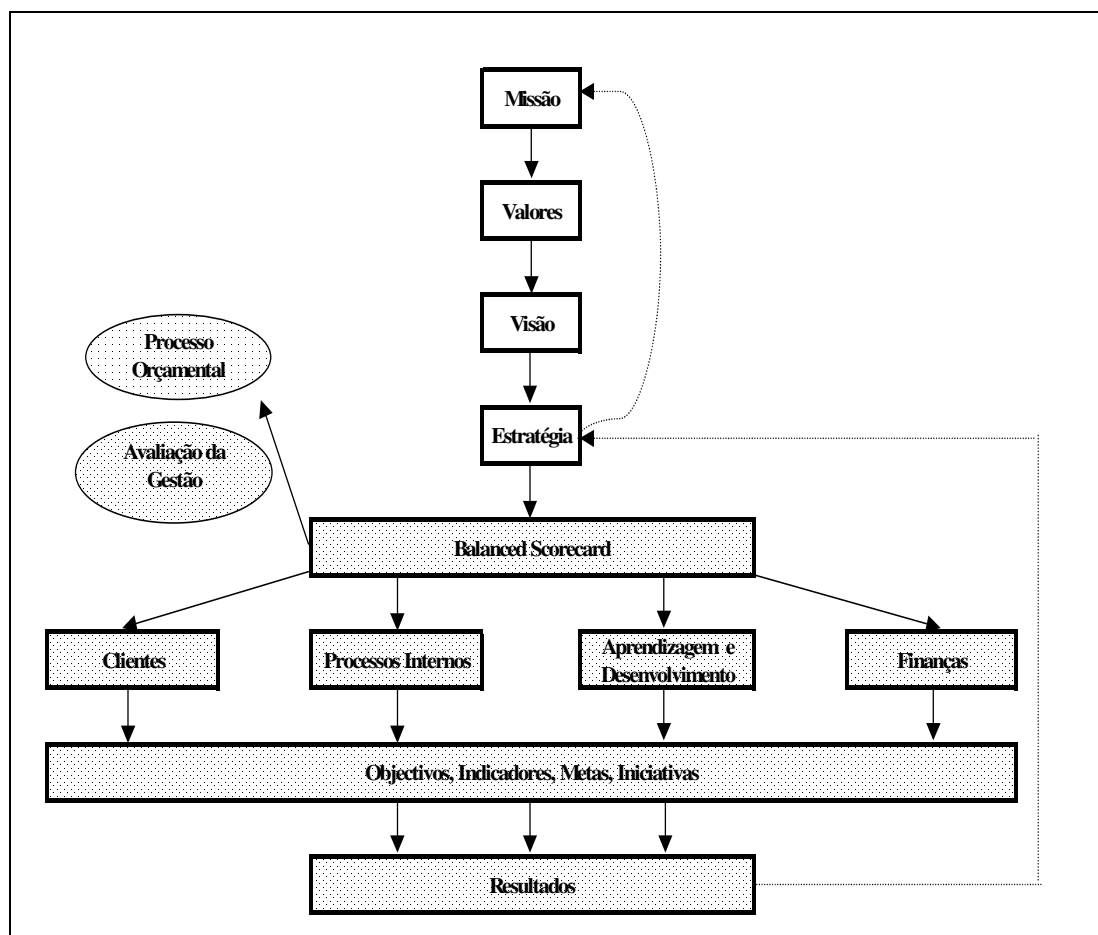 Missão
Valores
Visão
Processo
Orçamental
Estratégia
Avaliação da
Gestão
Balanced Scorecard
Clientes
Processos Internos
Aprendizagem e
Desenvolvimento
Finanças
Objectivos, Indicadores, Metas, Iniciativas
Resultados